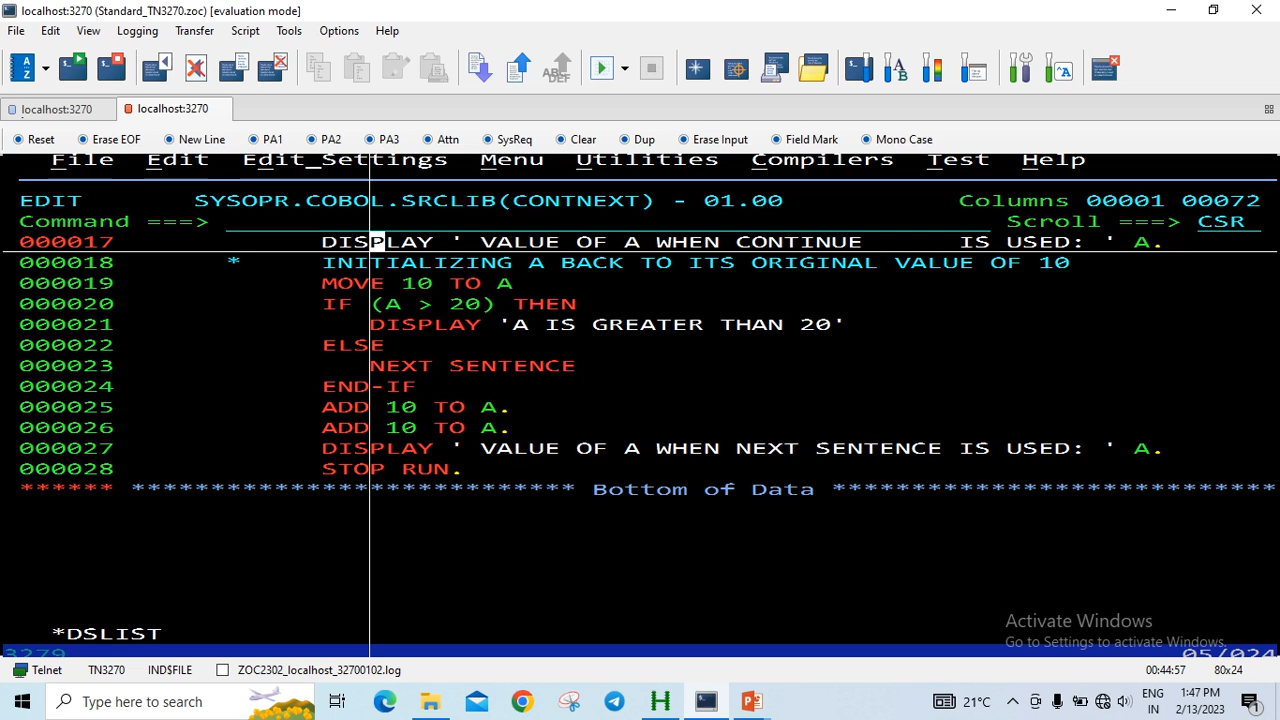 localhost:3270 (Standard_TN3270.zoc) [evaluation mode]
File Edit View Logging Transfer Script Tools Options Help
localhost:3270 localhost:3270
Reset Erase EOF New Line PA1 PA2 PA3 Attn SysReq Clear Dup Erase Input Field Mark Mono Case
File Edit Edit_Settings Menu Utilities Compilers Test Help
EDIT SYSOPR.COBOL.SRCLIB(CONTNEXT) - 01.00 Columns 00001 00072
Command ===> Scroll ===> CSR
000017 DISPLAY ' VALUE OF A WHEN CONTINUE IS USED: ' A.
000018 * INITIALIZING A BACK TO ITS ORIGINAL VALUE OF 10
000019 MOVE 10 TO A
000020 IF (A > 20) THEN
000021 DISPLAY 'A IS GREATER THAN 20'
000022 ELSE
000023 NEXT SENTENCE
000024 END-IF
000025 ADD 10 TO A.
000026 ADD 10 TO A.
000027 DISPLAY ' VALUE OF A WHEN NEXT SENTENCE IS USED: ' A.
000028 STOP RUN.
****** **************************** Bottom of Data ****************************
Activate Windows
Go to Settings to activate Windows.
*DSLIST
3279 05/024
Telnet TN3270 IND$FILE ZOC2302_localhost_32700102.log 00:44:57 80x24
Type here to search 21°C ENG IN 1:47 PM 2/13/2023